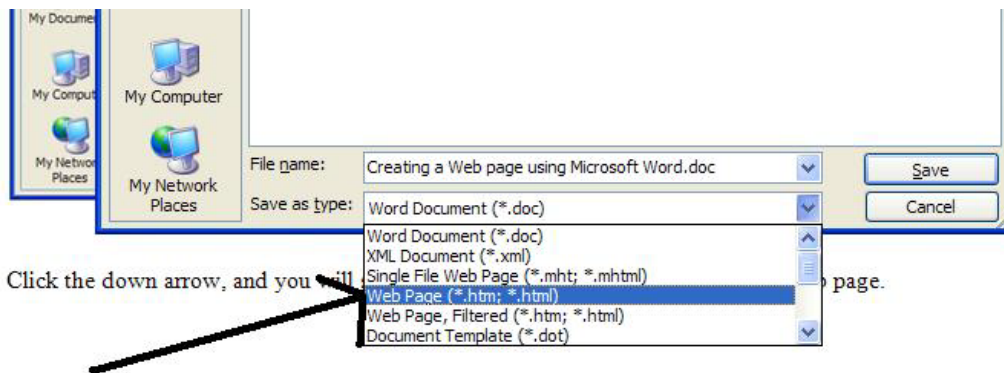 My Docume
My Comput
My Networ
Places
My Computer
My Network
Places
File name:
Creating a Web page using Microsoft Word.doc
Save
Save as type:
Word Document (*.doc)
Cancel
Word Document (*.doc)
XML Document (*.xml)
Single File Web Page (*.mht; *.mhtml)
Web Page (*.htm; *.html)
Web Page, Filtered (*.htm; *.html)
Document Template (*.dot)
Click the down arrow, and you will page.